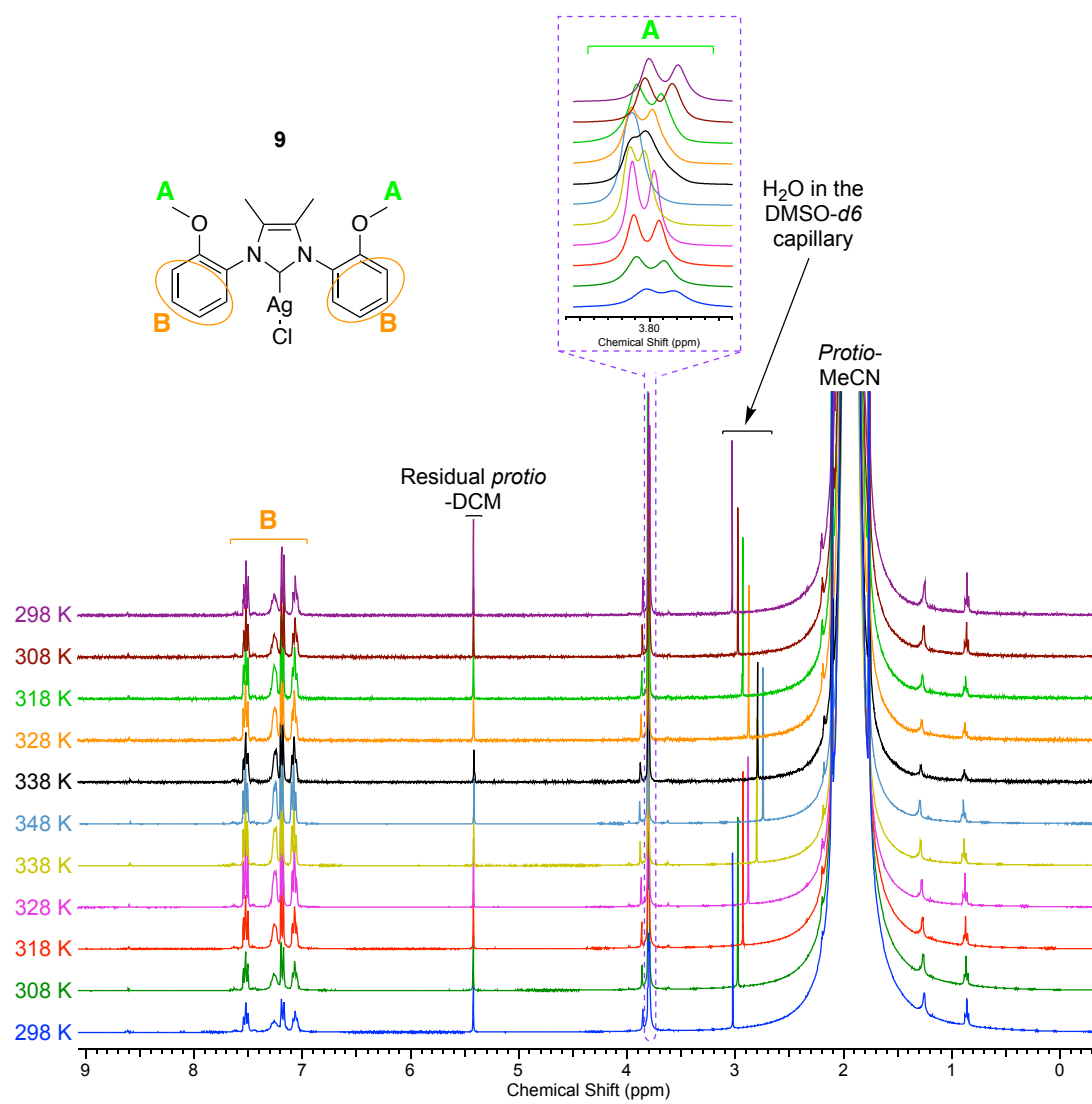 A
9
A
A
O
O
N
N
Ag
Cl
B
B
3.80
Chemical Shift (ppm)
H2O in the
DMSO-d6
capillary
Protio-
MeCN
Residual protio
-DCM
B
298 K
308 K
318 K
328 K
338 K
348 K
338 K
328 K
318 K
308 K
298 K
9 8 7 6 5 4 3 2 1 0
Chemical Shift (ppm)